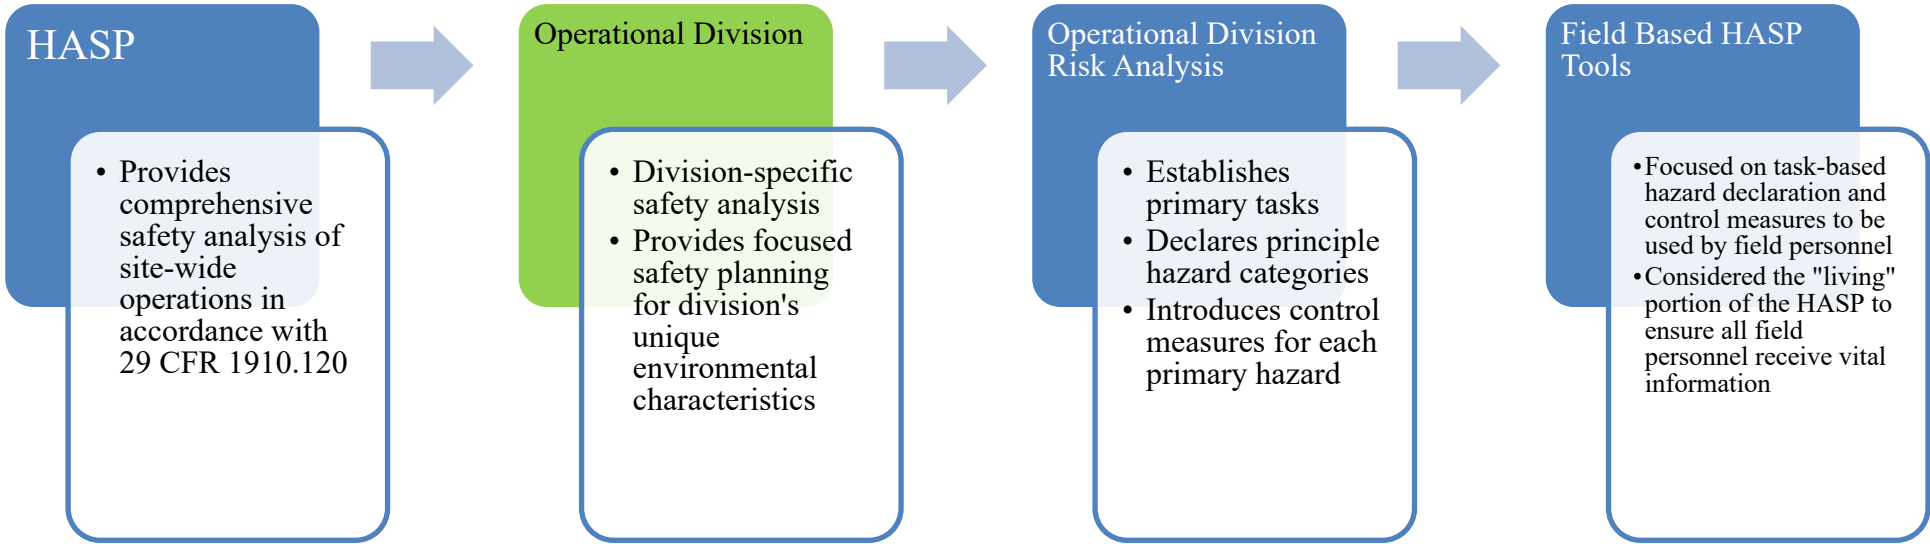 HASP
• Provides
comprehensive
safety analysis of
site-wide
operations in
accordance with
29 CFR 1910.120
Operational Division
• Division-specific
safety analysis
• Provides focused
safety planning
for division's
unique
environmental
characteristics
Operational Division
Risk Analysis
• Establishes
primary tasks
• Declares principle
hazard categories
• Introduces control
measures for each
primary hazard
Field Based HASP
Tools
•Focused on task-based
hazard declaration and
control measures to be
used by field personnel
•Considered the "living"
portion of the HASP to
ensure all field
personnel receive vital
information